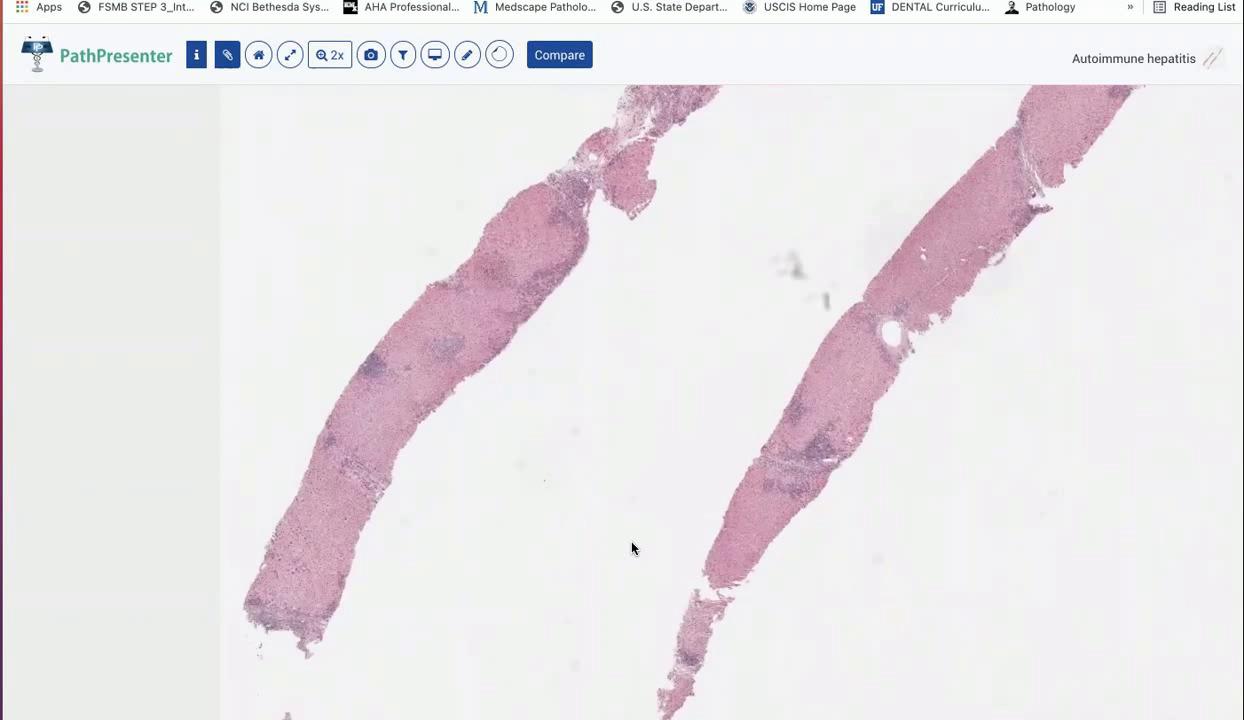 Apps FSMB STEP 3_Int... NCI Bethesda Sys... AHA Professional... Medscape Patholo... U.S. State Depart... USCIS Home Page UF DENTAL Curriculu... Pathology » Reading List
PathPresenter i 2x Compare Autoimmune hepatitis